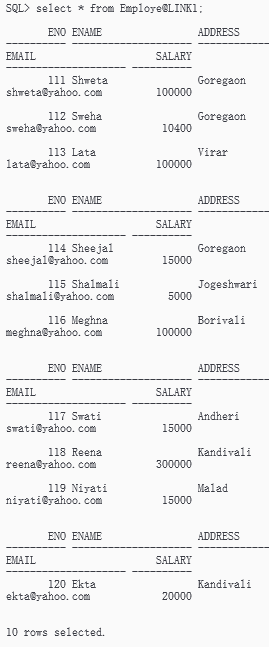 SQL> select * from Employe@LINK1;
ENO ENAME ADDRESS
---------- -------------------- ------------
EMAIL SALARY
-------------------- ----------
111 Shweta Goregaon
shweta@yahoo.com 100000
112 Sweha Goregaon
sweha@yahoo.com 10400
113 Lata Virar
lata@yahoo.com 100000
ENO ENAME ADDRESS
---------- -------------------- ------------
EMAIL SALARY
-------------------- ----------
114 Sheejal Goregaon
sheejal@yahoo.com 15000
115 Shalmali Jogeshwari
shalmali@yahoo.com 5000
116 Meghna Borivali
meghna@yahoo.com 100000
ENO ENAME ADDRESS
---------- -------------------- ------------
EMAIL SALARY
-------------------- ----------
117 Swati Andheri
swati@yahoo.com 15000
118 Reena Kandivali
reena@yahoo.com 300000
119 Niyati Malad
niyati@yahoo.com 15000
ENO ENAME ADDRESS
---------- -------------------- ------------
EMAIL SALARY
-------------------- ----------
120 Ekta Kandivali
ekta@yahoo.com 20000
10 rows selected.